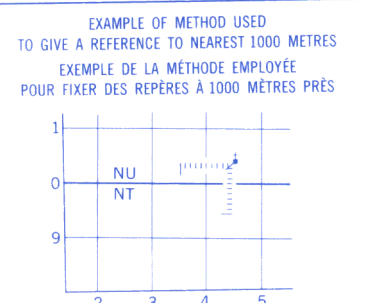 EXAMPLE OF METHOD USED
TO GIVE A REFERENCE TO NEAREST 1000 METRES
EXEMPLE DE LA MÉTHODE EMPLOYÉE
POUR FIXER DES REPÈRES À 1000 MÈTRES PRÈS
1
NU
0
NT
9
2 3 4 5